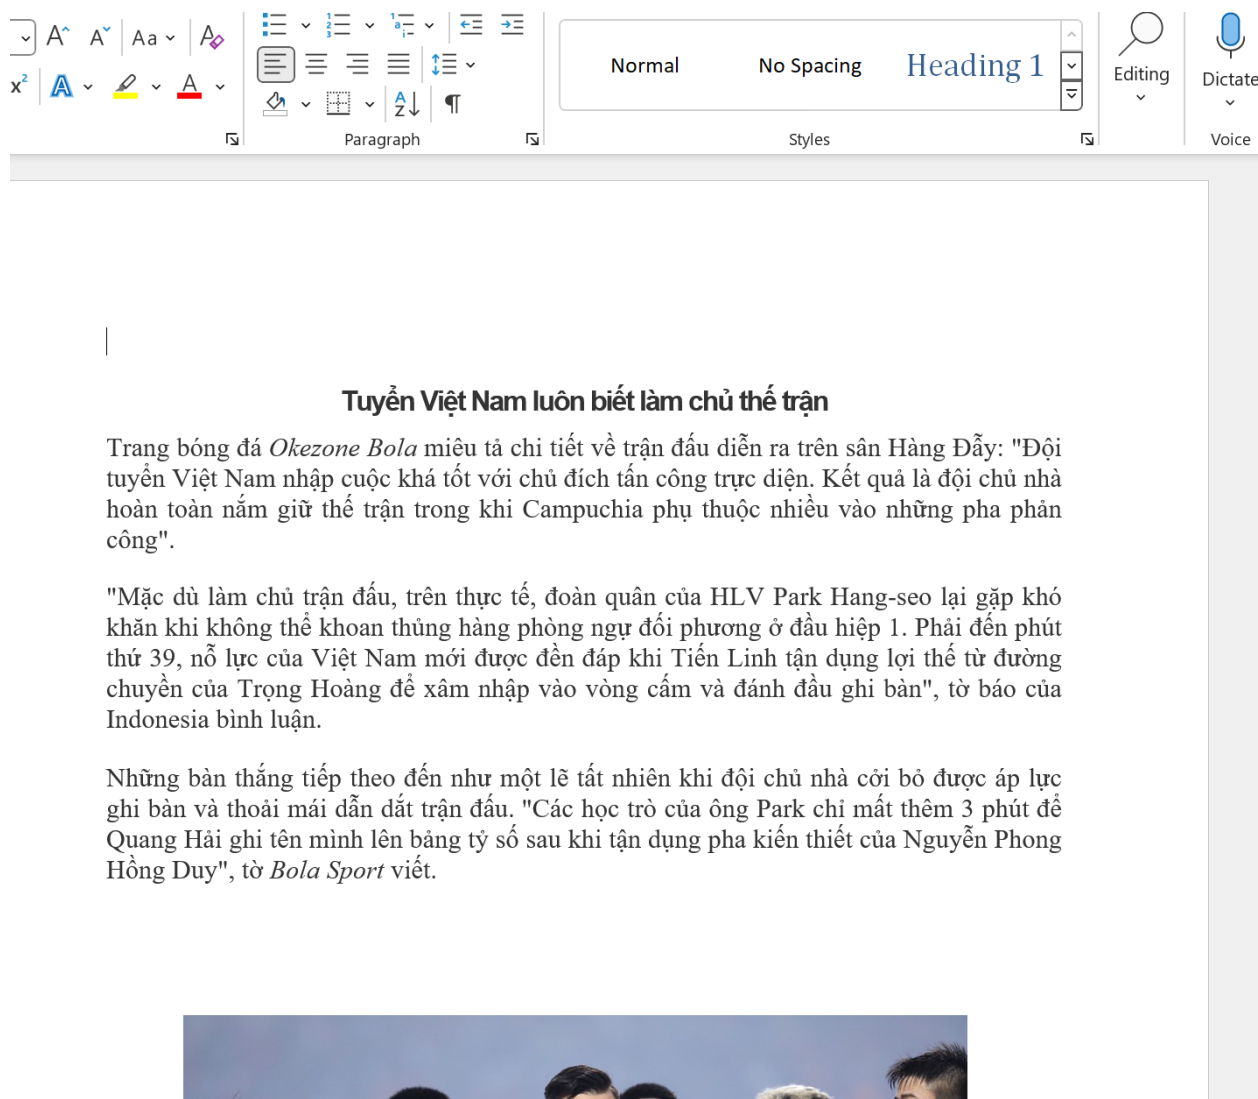 Aa
A
x²
A
A
1
2
3
1
a
i
A
Z
¶
Paragraph
Normal
No Spacing
Heading 1
Styles
Editing
Dictate
Voice
Tuyển Việt Nam luôn biết làm chủ thế trận
Trang bóng đá Okezone Bola miêu tả chi tiết về trận đấu diễn ra trên sân Hàng Đẫy: "Đội
tuyển Việt Nam nhập cuộc khá tốt với chủ đích tấn công trực diện. Kết quả là đội chủ nhà
hoàn toàn nắm giữ thế trận trong khi Campuchia phụ thuộc nhiều vào những pha phản
công".
"Mặc dù làm chủ trận đấu, trên thực tế, đoàn quân của HLV Park Hang-seo lại gặp khó
khăn khi không thể khoan thủng hàng phòng ngự đối phương ở đầu hiệp 1. Phải đến phút
thứ 39, nỗ lực của Việt Nam mới được đền đáp khi Tiến Linh tận dụng lợi thế từ đường
chuyền của Trọng Hoàng để xâm nhập vào vòng cấm và đánh đầu ghi bàn", tờ báo của
Indonesia bình luận.
Những bàn thắng tiếp theo đến như một lẽ tất nhiên khi đội chủ nhà cởi bỏ được áp lực
ghi bàn và thoải mái dẫn dắt trận đấu. "Các học trò của ông Park chỉ mất thêm 3 phút để
Quang Hải ghi tên mình lên bảng tỷ số sau khi tận dụng pha kiến thiết của Nguyễn Phong
Hồng Duy", tờ Bola Sport viết.